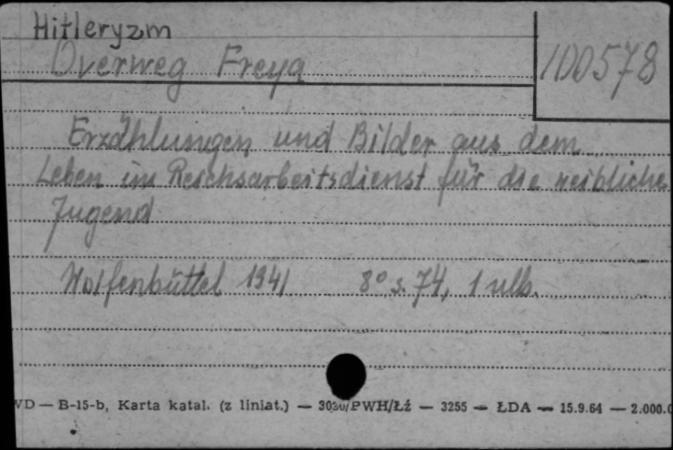 Hitleryzm
Overweg Freya
100578
Erzählungen und Bilder aus dem
Leben im Reichsarbeitsdienst für die weibliche
Jugend
Wolfenbüttel 1941 8° s. 74, 1 nlb.
VD — B-15-b, Karta katal. (z liniat.) — 3030/PWH/Łź — 3255 — ŁDA — 15.9.64 — 2.000.0